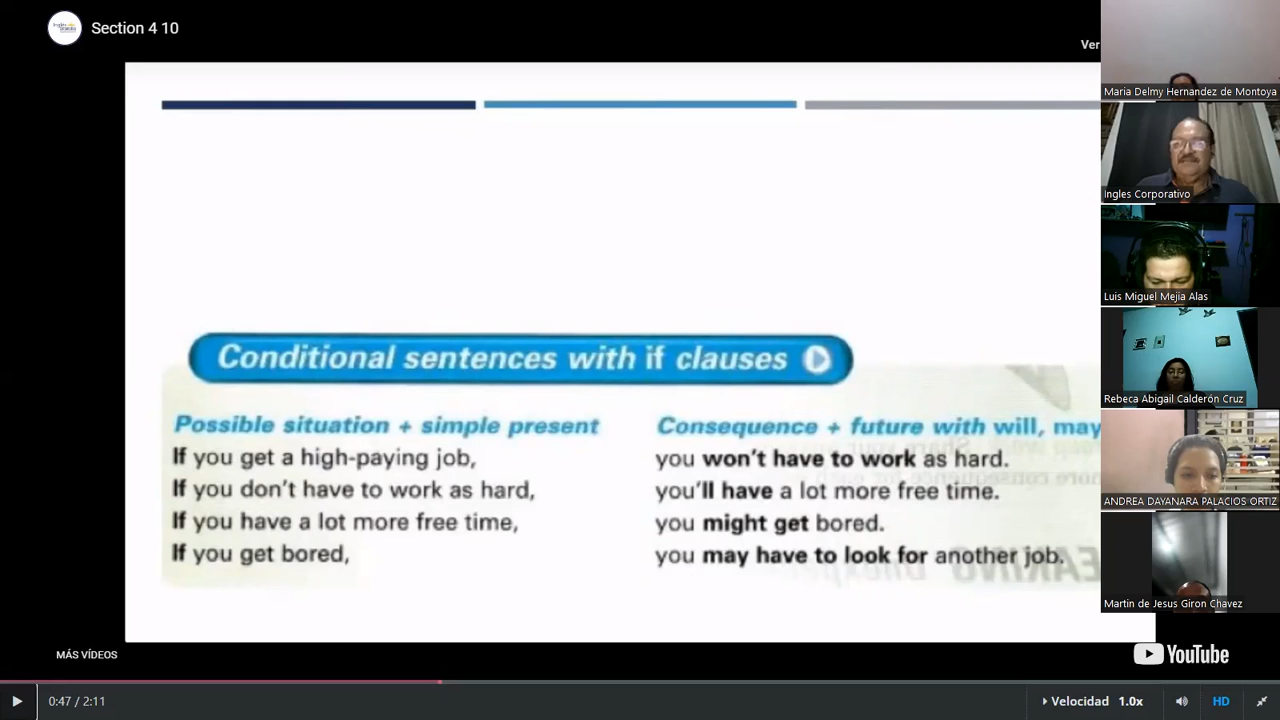 Section 4 10
Ver
Conditional sentences with if clauses
Possible situation + simple present
If you get a high-paying job,
If you don't have to work as hard,
If you have a lot more free time,
If you get bored,
Consequence + future with will, may
you won't have to work as hard.
you'll have a lot more free time.
you might get bored.
you may have to look for another job.
Maria Delmy Hernandez de Montoya
Ingles Corporativo
Luis Miguel Mejia Alas
Rebeca Abigail Calderón Cruz
ANDREA DAYANARA PALACIOS ORTIZ
Martin de Jesus Giron Chavez
MÁS VÍDEOS
YouTube
0:47 / 2:11
Velocidad 1.0x
HD